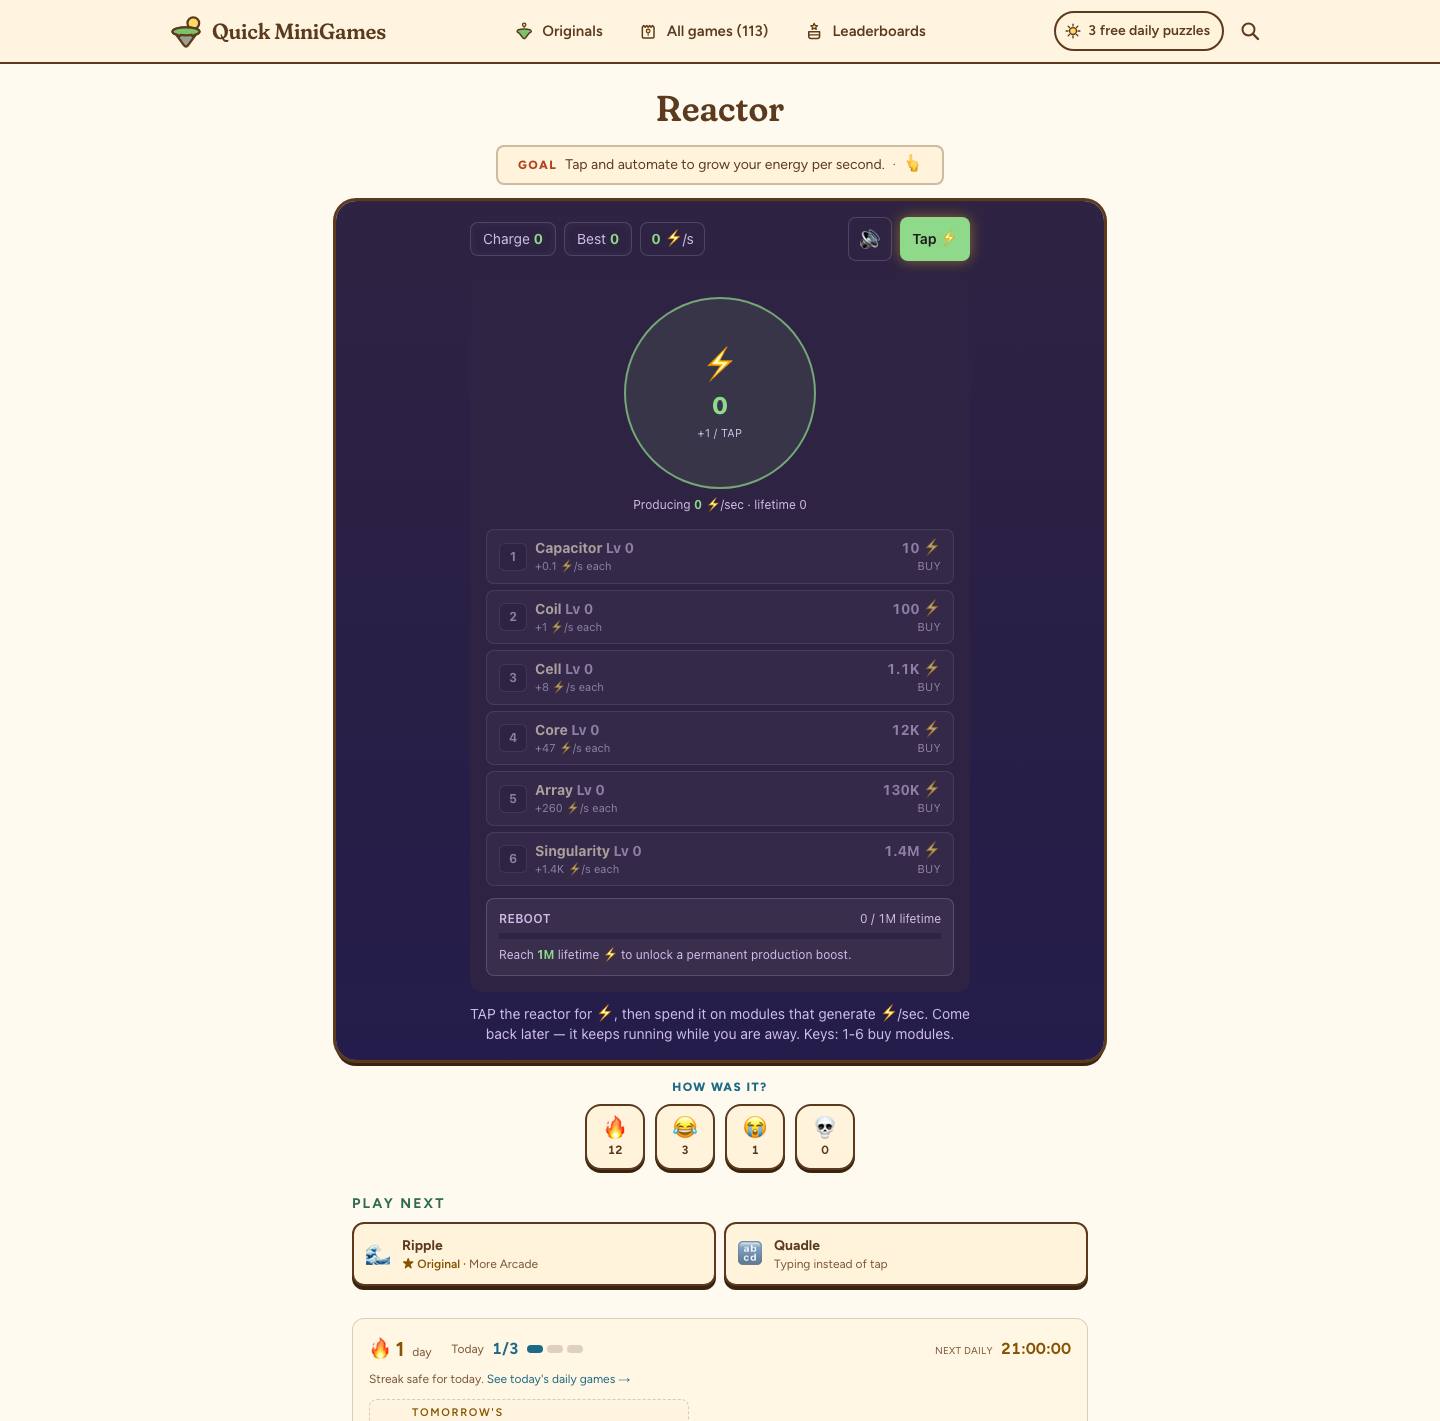 Quick MiniGames
Originals
All games (113)
Leaderboards
3 free daily puzzles
Reactor
GOAL Tap and automate to grow your energy per second. · 👆
Charge 0
Best 0
0 ⚡/s
🔊
Tap ⚡
⚡
0
+1 / TAP
Producing 0 ⚡/sec · lifetime 0
1
Capacitor Lv 0
+0.1 ⚡/s each
10 ⚡
BUY
2
Coil Lv 0
+1 ⚡/s each
100 ⚡
BUY
3
Cell Lv 0
+8 ⚡/s each
1.1K ⚡
BUY
4
Core Lv 0
+47 ⚡/s each
12K ⚡
BUY
5
Array Lv 0
+260 ⚡/s each
130K ⚡
BUY
6
Singularity Lv 0
+1.4K ⚡/s each
1.4M ⚡
BUY
REBOOT
0 / 1M lifetime
Reach 1M lifetime ⚡ to unlock a permanent production boost.
TAP the reactor for ⚡, then spend it on modules that generate ⚡/sec. Come
back later — it keeps running while you are away. Keys: 1-6 buy modules.
HOW WAS IT?
🔥 12
😂 3
😭 1
💀 0
PLAY NEXT
Ripple
★ Original · More Arcade
abcd
Quadle
Typing instead of tap
🔥 1 day
Today 1/3
NEXT DAILY 21:00:00
Streak safe for today. See today's daily games →
TOMORROW'S